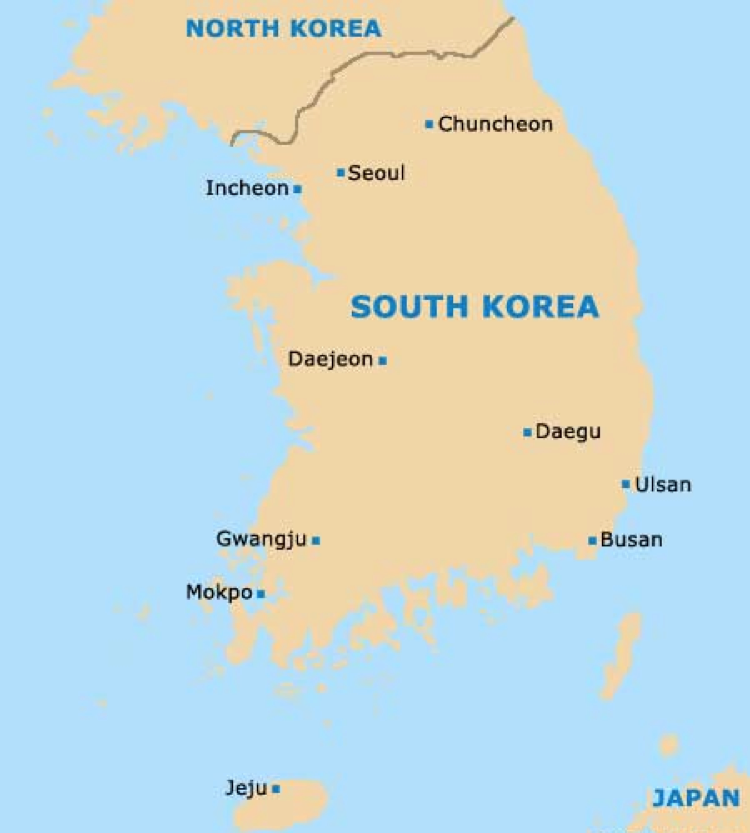 NORTH KOREA
Chuncheon
Seoul
Incheon
SOUTH KOREA
Daejeon
Daegu
Ulsan
Gwangju
Busan
Mokpo
Jeju
JAPAN